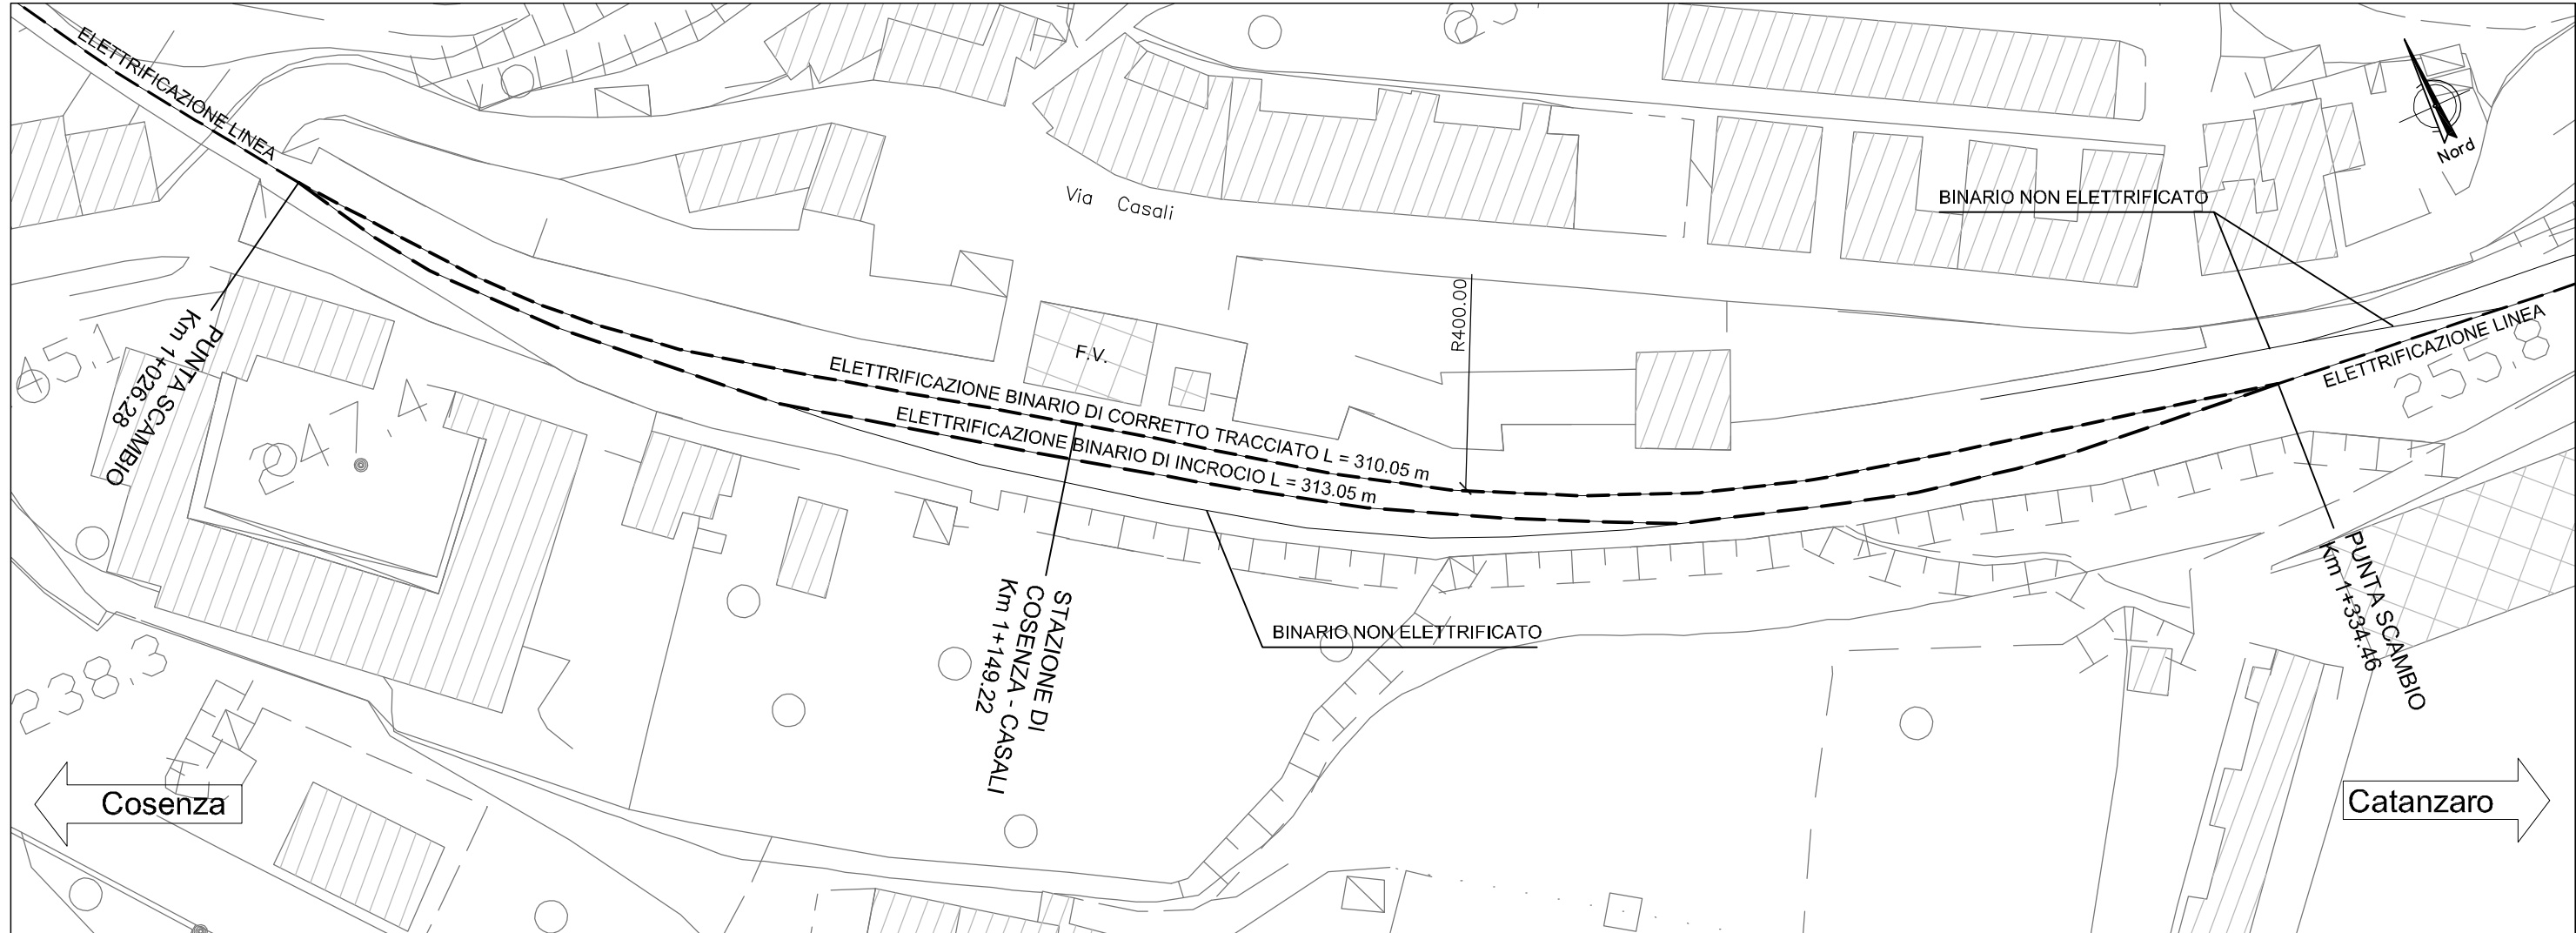 ELETTRIFICAZIONE LINEA
Nord
BINARIO NON ELETTRIFICATO
Via Casali
R400.00
F.V.
ELETTRIFICAZIONE LINEA
255.8
45.1
PUNTA SCAMBIO
Km 1+026.28
247.4
ELETTRIFICAZIONE BINARIO DI CORRETTO TRACCIATO L = 310.05 m
ELETTRIFICAZIONE BINARIO DI INCROCIO L = 313.05 m
STAZIONE DI
COSENZA - CASALI
Km 1+149.22
BINARIO NON ELETTRIFICATO
PUNTA SCAMBIO
Km 1+334.46
238.3
Cosenza
Catanzaro